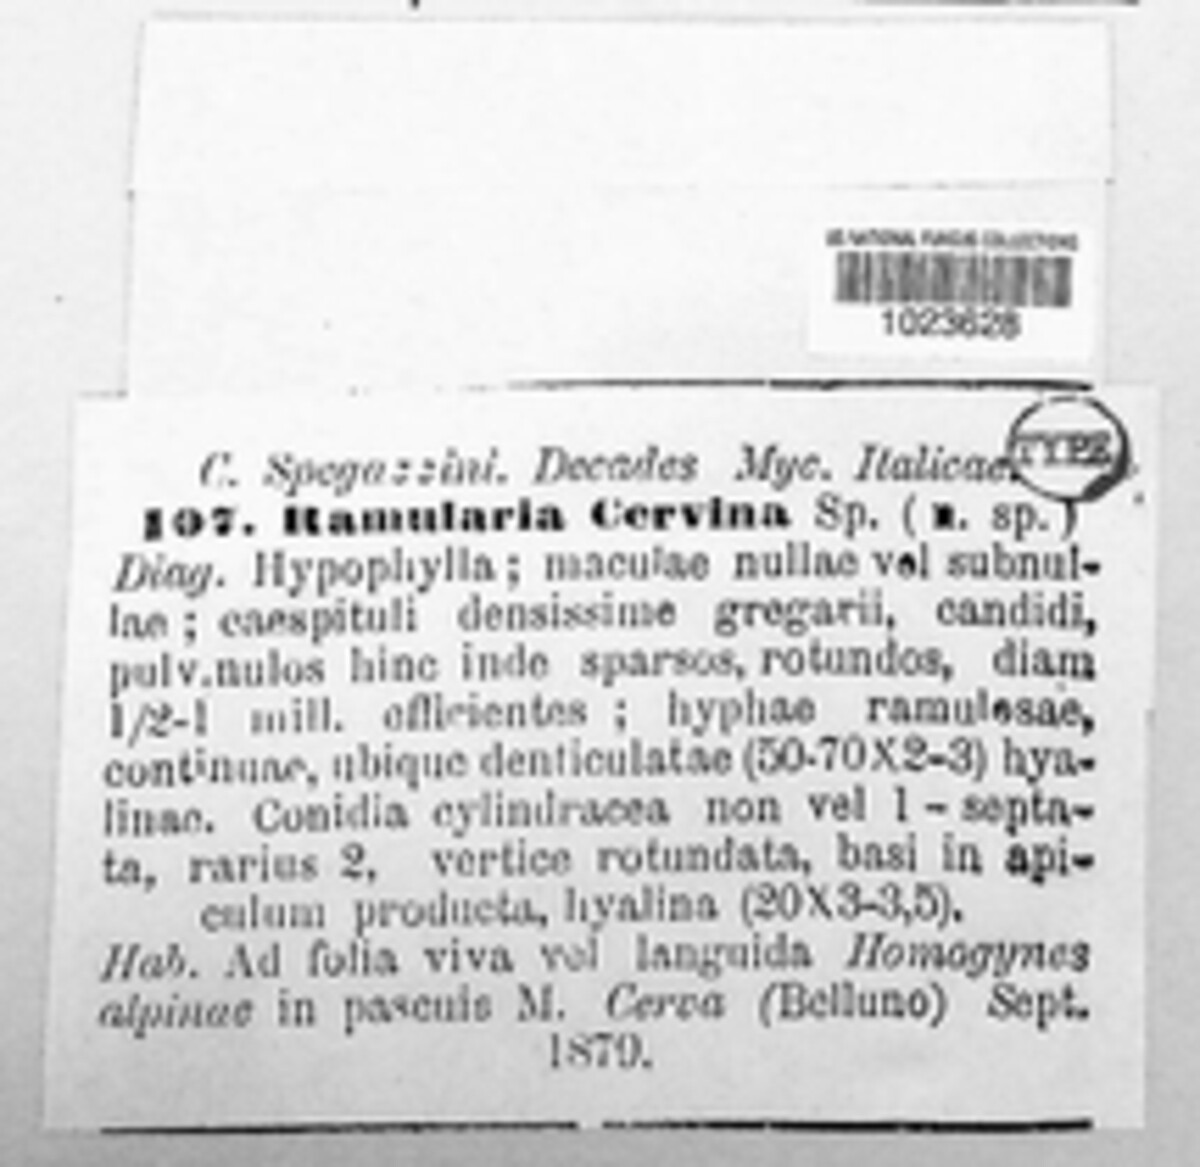 US NATIONAL FUNGUS COLLECTIONS
1023628
TYPE
C. Spegazzini. Decades Myc. Italicae.
107. Ramularia Cervina Sp. (n. sp.)
Diag. Hypophylla; maculae nullae vel subnul-
lae; caespituli densissime gregarii, candidi,
pulv.nulos hinc inde sparsos, rotundos, diam
1/2-1 mill. efficientes; hyphae ramulosae,
continuae, ubique denticulatae (50-70X2-3) hya-
linae. Conidia cylindracea non vel 1-septa-
ta, rarius 2, vertice rotundata, basi in api-
culum producta, hyalina (20X3-3,5).
Hab. Ad folia viva vel languida Homogynes
alpinae in pascuis M. Cerva (Belluno) Sept.
1879.